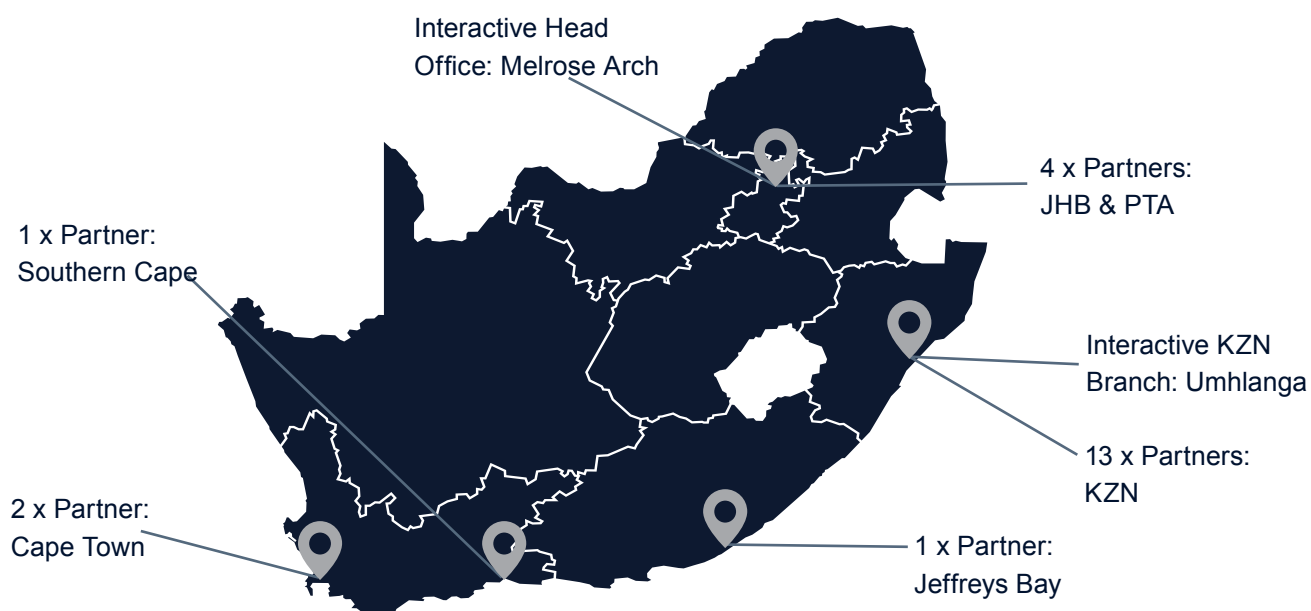 Interactive Head
Office: Melrose Arch
4 x Partners:
JHB & PTA
1 x Partner:
Southern Cape
Interactive KZN
Branch: Umhlanga
13 x Partners:
KZN
2 x Partner:
Cape Town
1 x Partner:
Jeffreys Bay